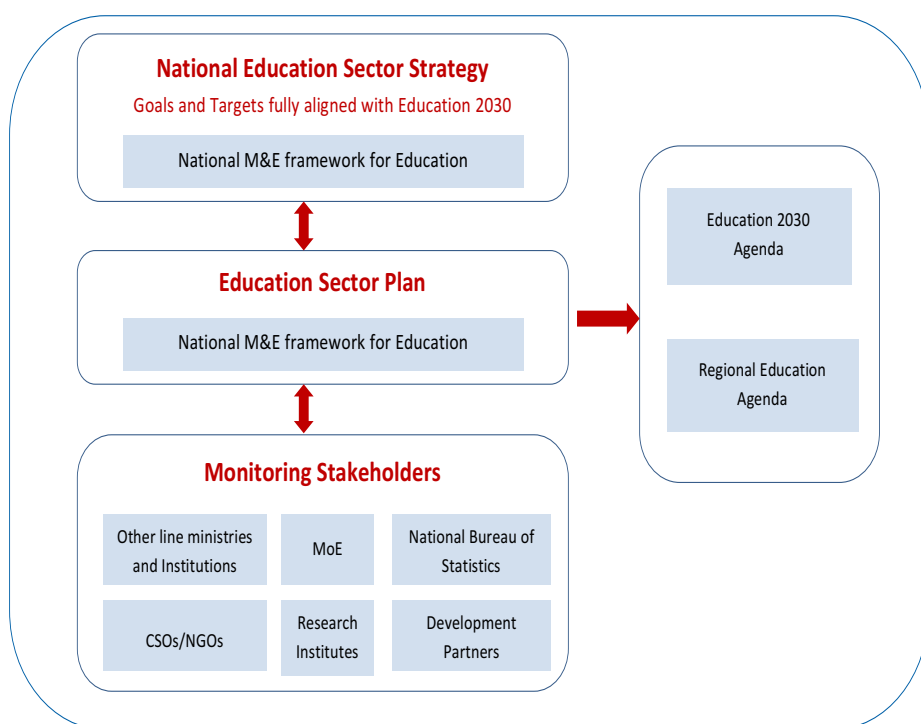 National Education Sector Strategy
Goals and Targets fully aligned with Education 2030
National M&E framework for Education
Education Sector Plan
National M&E framework for Education
Education 2030
Agenda
Regional Education
Agenda
Monitoring Stakeholders
Other line ministries
and Institutions
MoE
National Bureau of
Statistics
CSOs/NGOs
Research
Institutes
Development
Partners